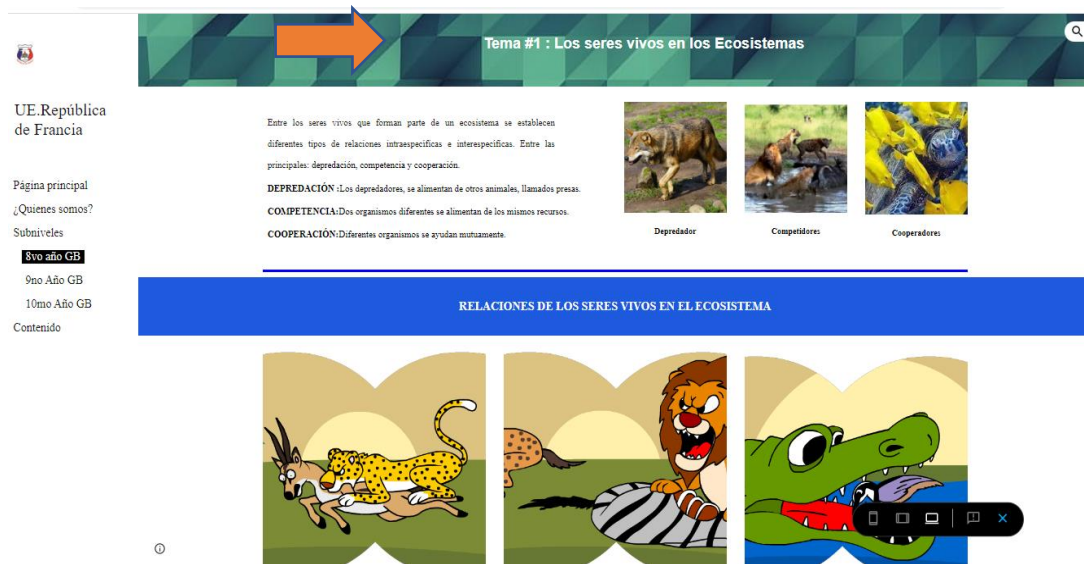 Tema #1 : Los seres vivos en los Ecosistemas
UE.República
de Francia
Página principal
¿Quienes somos?
Subniveles
8vo año GB
9no Año GB
10mo Año GB
Contenido
Entre los seres vivos que forman parte de un ecosistema se establecen
diferentes tipos de relaciones intraespecificas e interespecificas. Entre las
principales: depredación, competencia y cooperación.
DEPREDACIÓN :Los depredadores, se alimentan de otros animales, llamados presas.
COMPETENCIA:Dos organismos diferentes se alimentan de los mismos recursos.
COOPERACIÓN:Diferentes organismos se ayudan mutuamente.
Depredador
Competidores
Cooperadores
RELACIONES DE LOS SERES VIVOS EN EL ECOSISTEMA